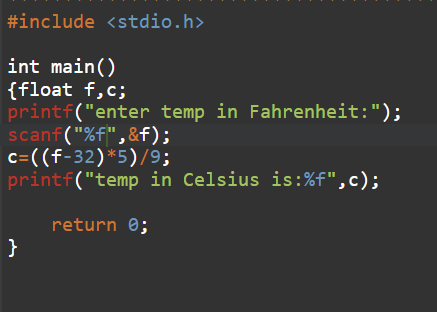 #include <stdio.h>
int main()
{float f,c;
printf("enter temp in Fahrenheit:");
scanf("%f",&f);
c=((f-32)*5)/9;
printf("temp in Celsius is:%f",c);
return 0;
}